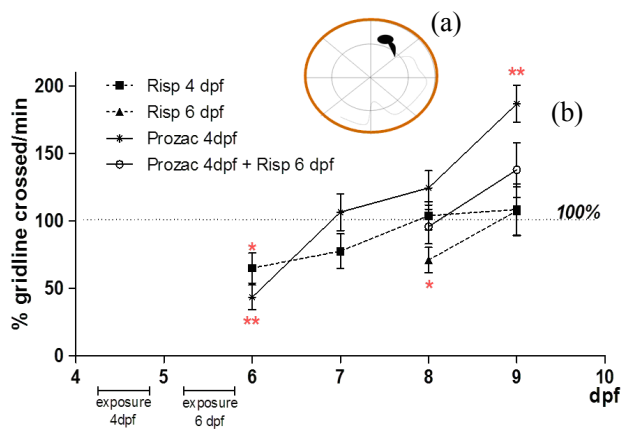 (a)
(b)
% gridline crossed/min
200
150
100
50
0
Risp 4 dpf
Risp 6 dpf
Prozac 4dpf
Prozac 4dpf + Risp 6 dpf
**
*
100%
**
*
4 5 6 7 8 9 10
dpf
exposure
4dpf
exposure
6 dpf